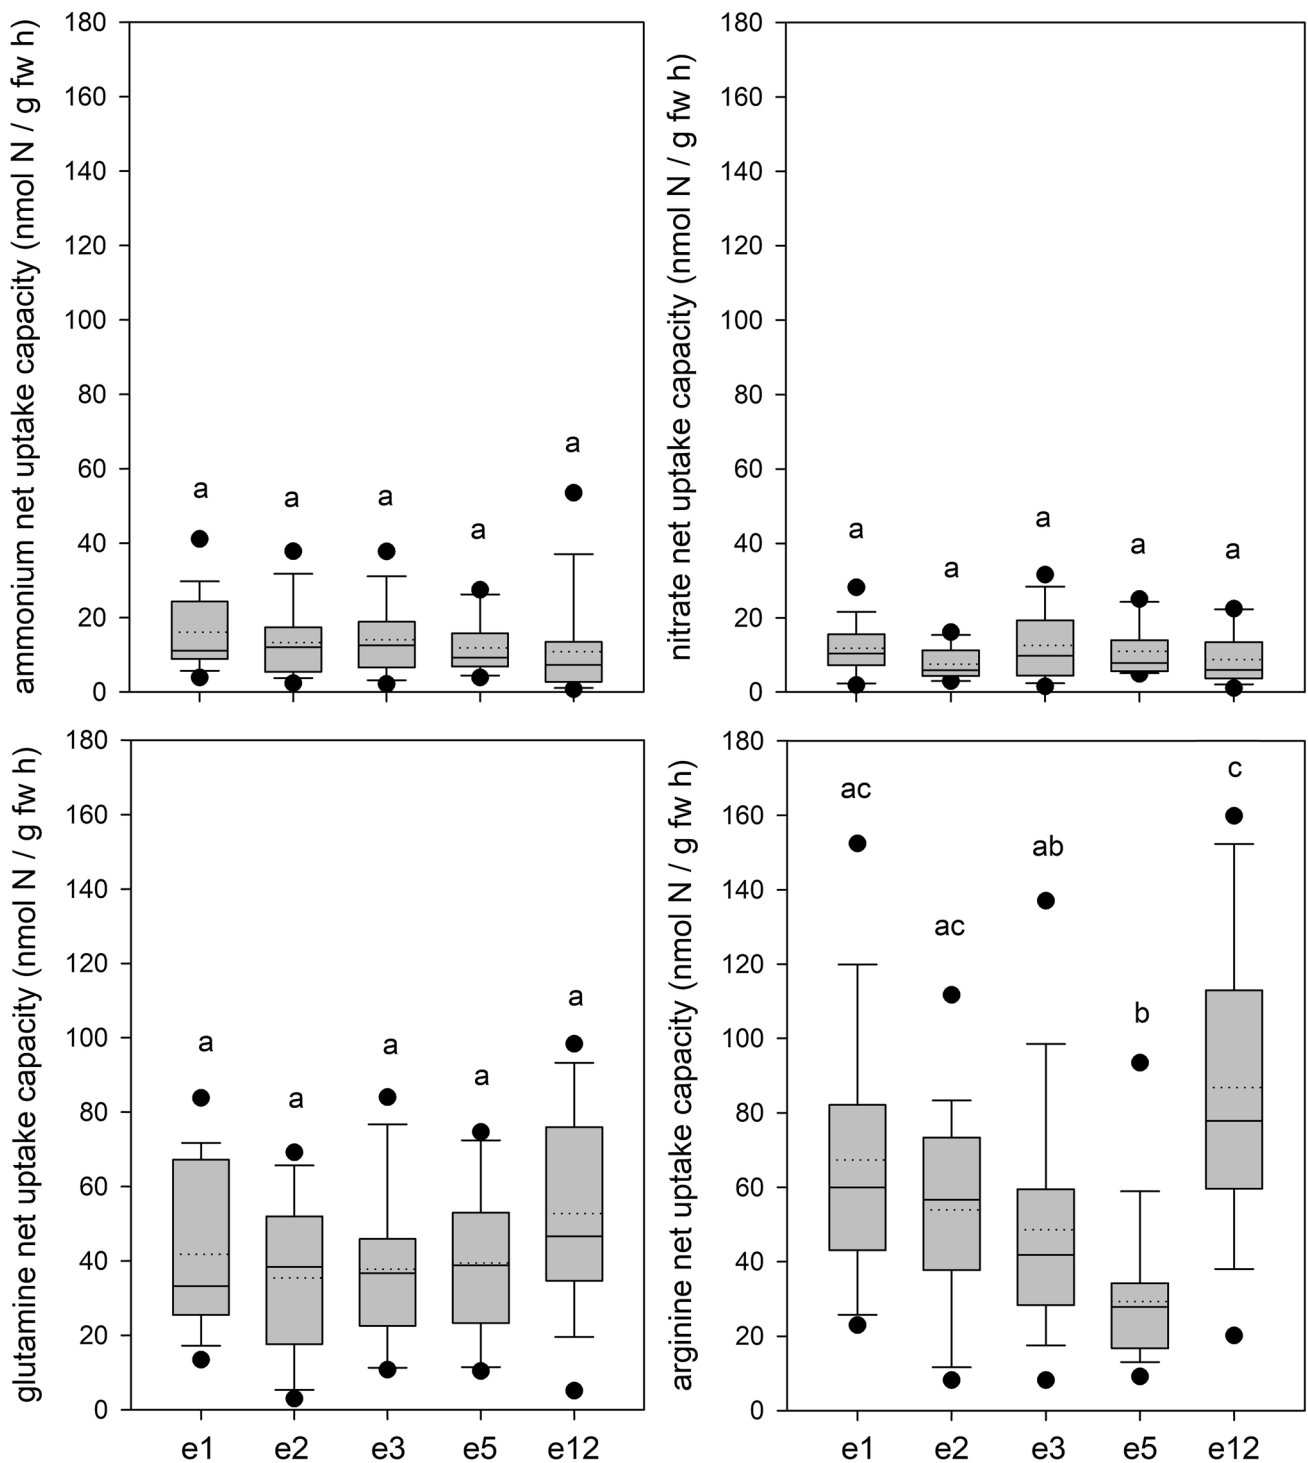 ammonium net uptake capacity (nmol N / g fw h)
180
160
140
120
100
80
60
40
20
0
a
a
a
a
a
nitrate net uptake capacity (nmol N / g fw h)
180
160
140
120
100
80
60
40
20
0
a
a
a
a
a
glutamine net uptake capacity (nmol N / g fw h)
180
160
140
120
100
80
60
40
20
0
a
a
a
a
a
e1 e2 e3 e5 e12
arginine net uptake capacity (nmol N / g fw h)
180
160
140
120
100
80
60
40
20
0
ac
ac
ab
b
c
e1 e2 e3 e5 e12